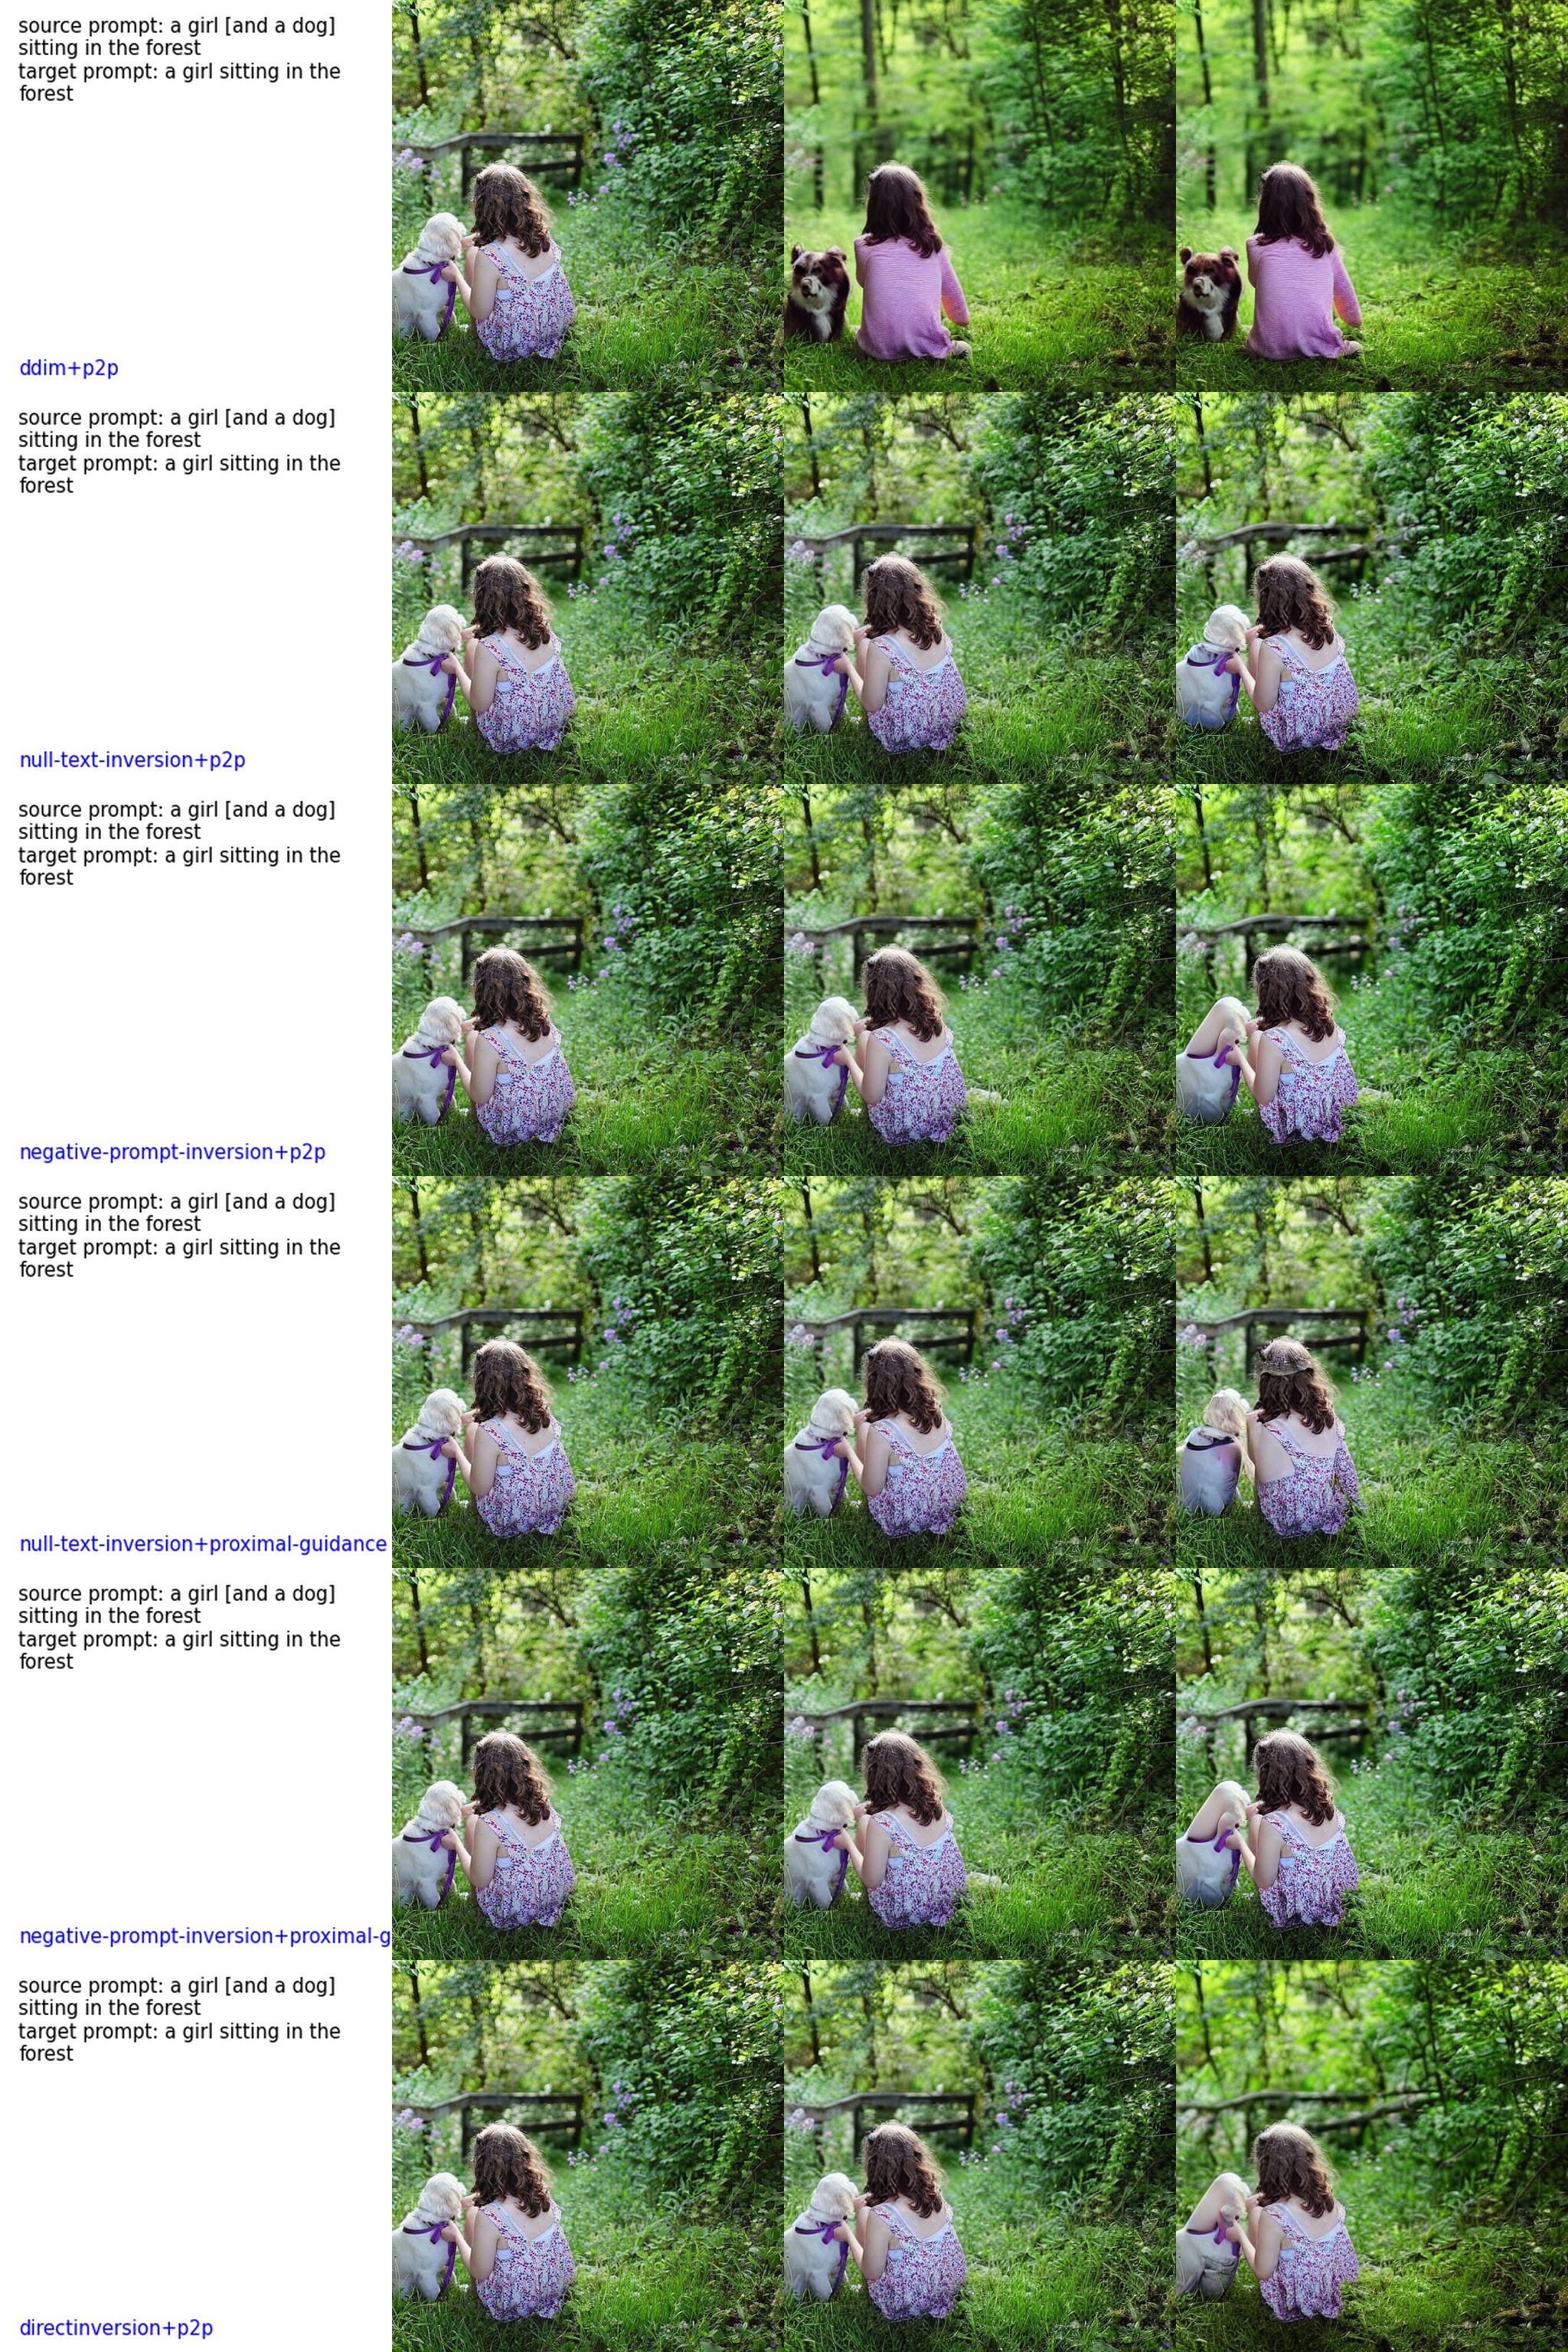 source prompt: a girl [and a dog]
sitting in the forest
target prompt: a girl sitting in the
forest
ddim+p2p
source prompt: a girl [and a dog]
sitting in the forest
target prompt: a girl sitting in the
forest
null-text-inversion+p2p
source prompt: a girl [and a dog]
sitting in the forest
target prompt: a girl sitting in the
forest
negative-prompt-inversion+p2p
source prompt: a girl [and a dog]
sitting in the forest
target prompt: a girl sitting in the
forest
null-text-inversion+proximal-guidance
source prompt: a girl [and a dog]
sitting in the forest
target prompt: a girl sitting in the
forest
negative-prompt-inversion+proximal-g
source prompt: a girl [and a dog]
sitting in the forest
target prompt: a girl sitting in the
forest
directinversion+p2p